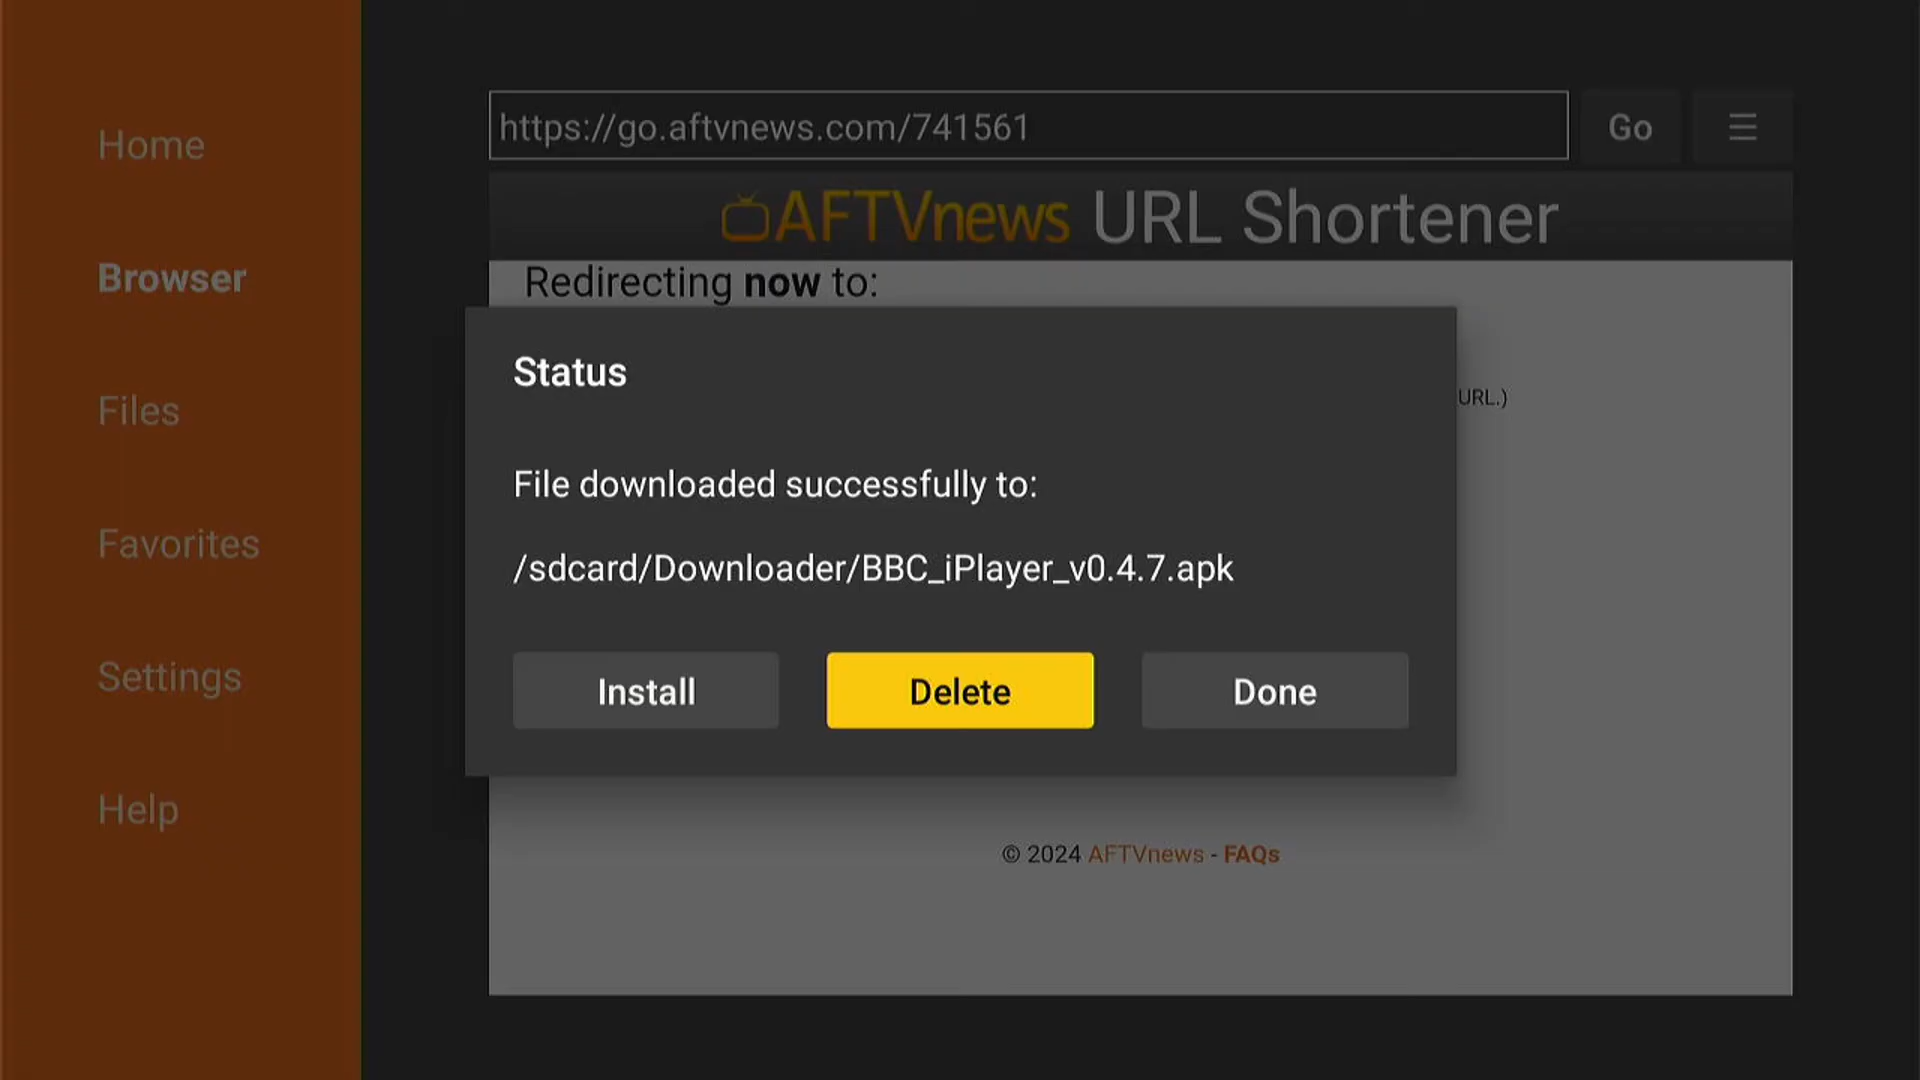 Home
Browser
Files
Favorites
Settings
Help
https://go.aftvnews.com/741561
Go
AFTVnews URL Shortener
Redirecting now to:
URL.)
Status
File downloaded successfully to:
/sdcard/Downloader/BBC_iPlayer_v0.4.7.apk
Install
Delete
Done
© 2024 AFTVnews - FAQs